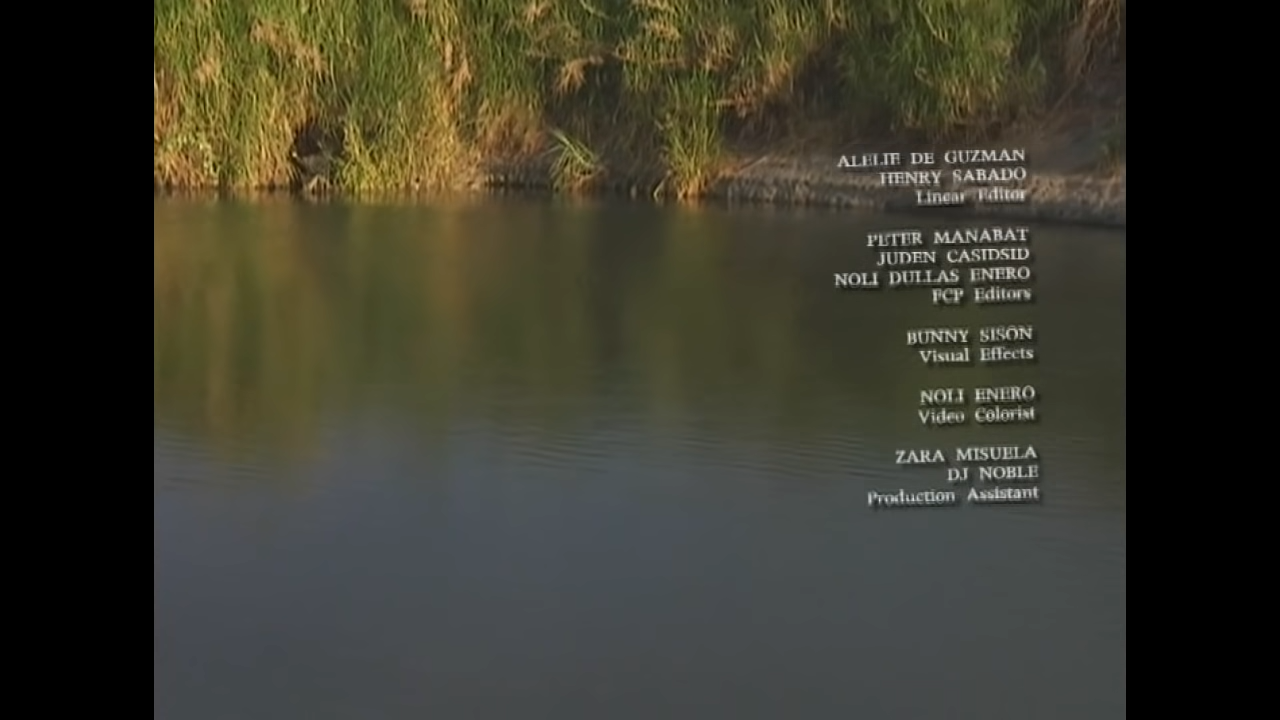 ALELIE DE GUZMAN
HENRY SABADO
Linear Editor
PETER MANABAT
JUDEN CASIDSID
NOLI DULLAS ENERO
FCP Editors
BUNNY SISON
Visual Effects
NOLI ENERO
Video Colorist
ZARA MISUELA
DJ NOBLE
Production Assistant